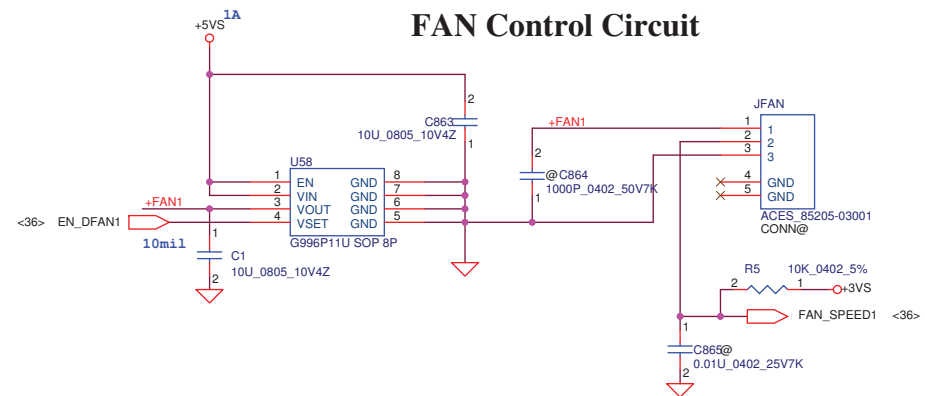 FAN Control Circuit
+5VS
1A
2
C863
10U_0805_10V4Z
1
U58
1 EN GND 8
2 VIN GND 7
3 VOUT GND 6
4 VSET GND 5
G996P11U SOP 8P
+FAN1
<36> EN_DFAN1
10mil
1
C1
10U_0805_10V4Z
2
+FAN1
2
@C864
1000P_0402_50V7K
1
JFAN
1 1
2 2
3 3
4 GND
5 GND
ACES_85205-03001
CONN@
R5 10K_0402_5%
2 1
+3VS
FAN_SPEED1 <36>
1
C865@
0.01U_0402_25V7K
2